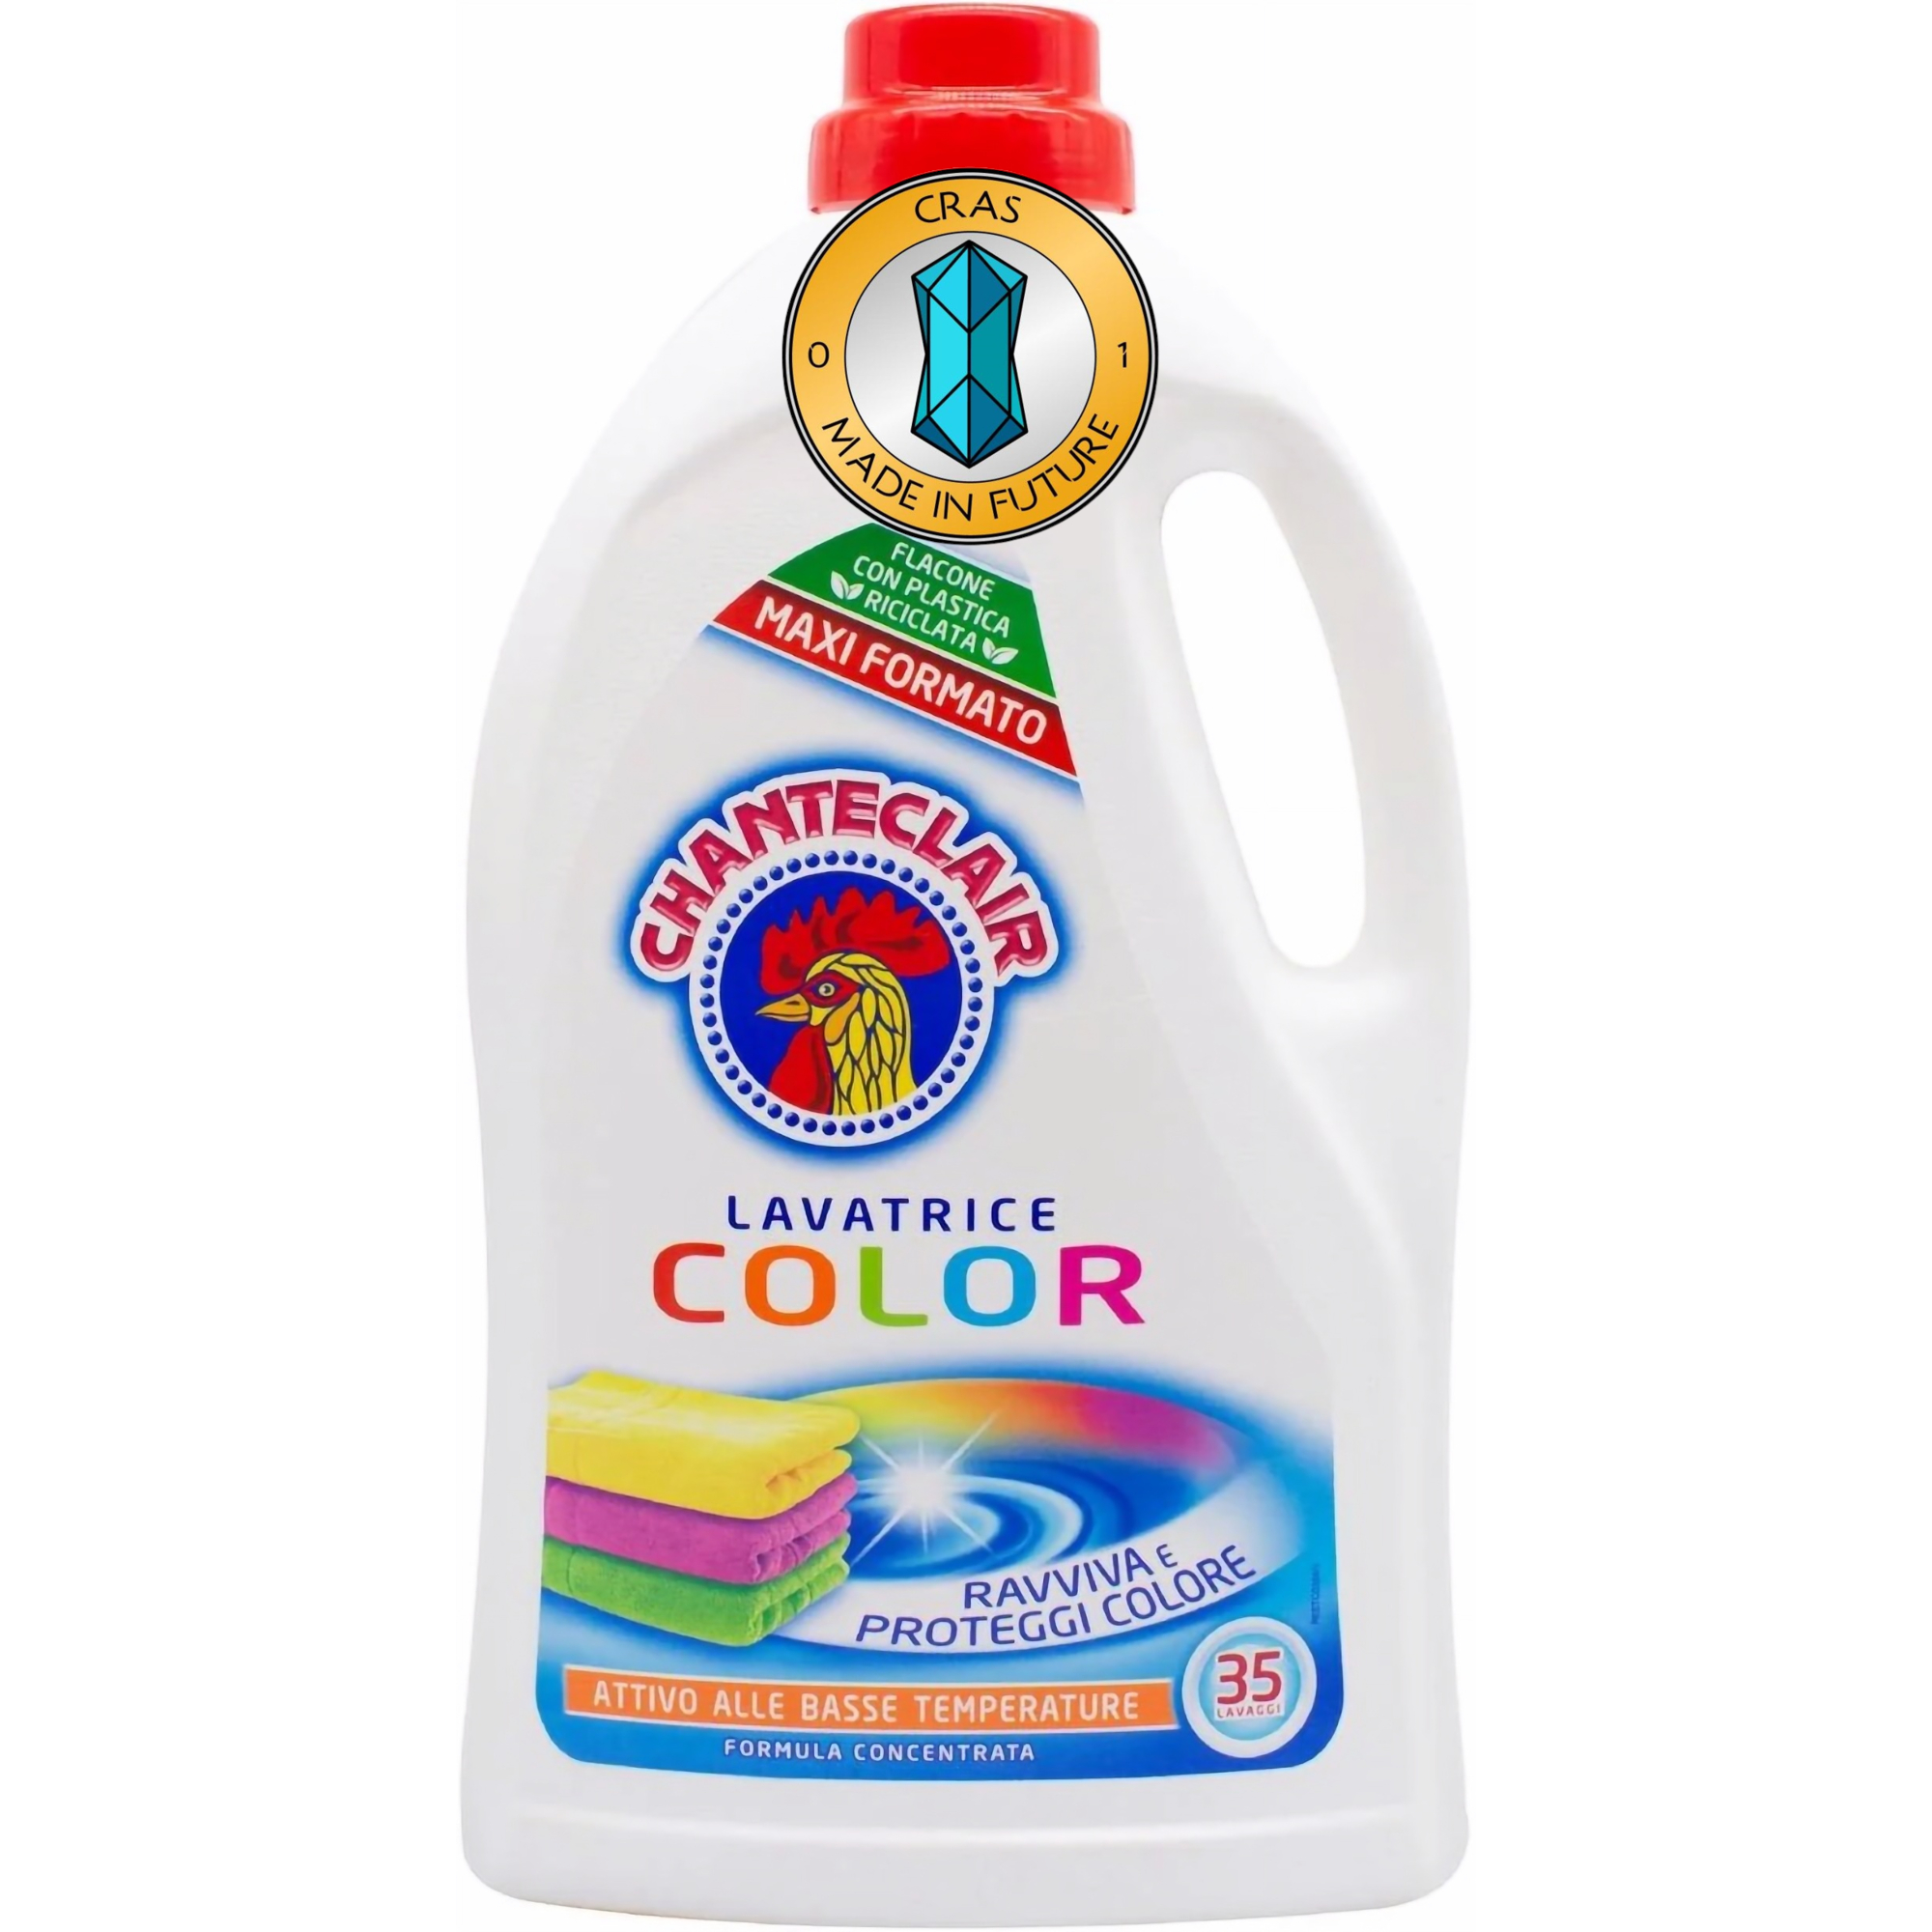 CRAS
0 1
MADE IN FUTURE
FLACONE
CON PLASTICA
RICICLATA
MAXI FORMATO
CHANTECLAIR
LAVATRICE
COLOR
RAVVIVA E
PROTEGGI COLORE
35
LAVAGGI
ATTIVO ALLE BASSE TEMPERATURE
FORMULA CONCENTRATA